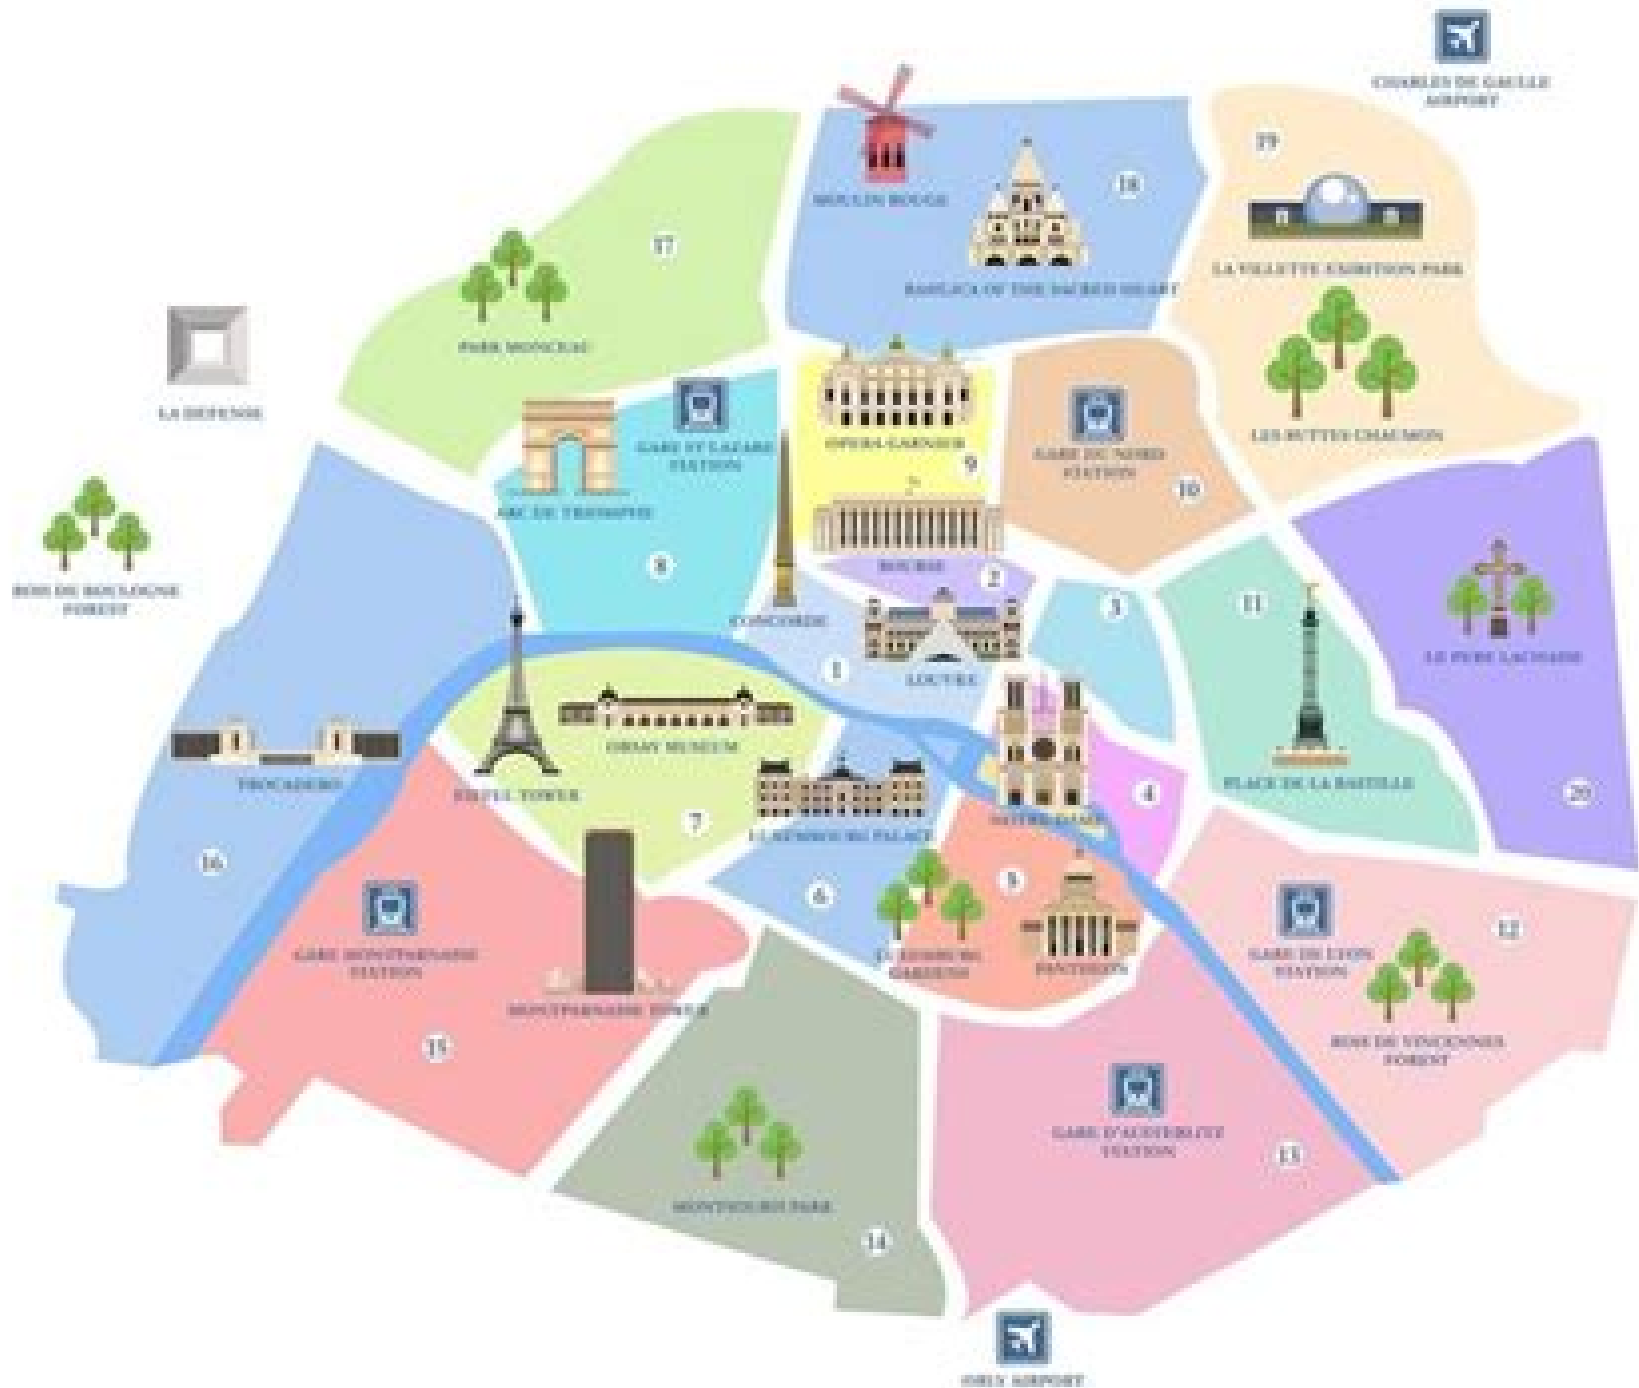 CHARLES DE GAULLE
AIRPORT
19
18
MOULIN ROUGE
17
LA VILLETTE EXIBITION PARK
BASILICA OF THE SACRED HEART
PARK MONCEAU
LA DEFENSE
LES BUTTES CHAUMON
OPERA GARNIER
GARE ST LAZARE
STATION
GARE DU NORD
STATION
9
10
ARC DE TRIOMPHE
8
BOURSE
2
BOIS DE BOULOGNE
FOREST
3
11
CONCORDE
1
LOUVRE
LE PERE LACHAISE
ORSAY MUSEUM
TROCADERO
EIFFEL TOWER
PLACE DE LA BASTILLE
4
20
7
LUXEMBOURG PALACE
NOTRE DAME
16
6
5
12
GARE MONTPARNASSE
STATION
GARDENS
PANTHEON
GARE DE LYON
STATION
MONTPARNASSE TOWER
15
BOIS DE VINCENNES
FOREST
GARE D'AUSTERLITZ
STATION
13
PARK
14
ORLY AIRPORT